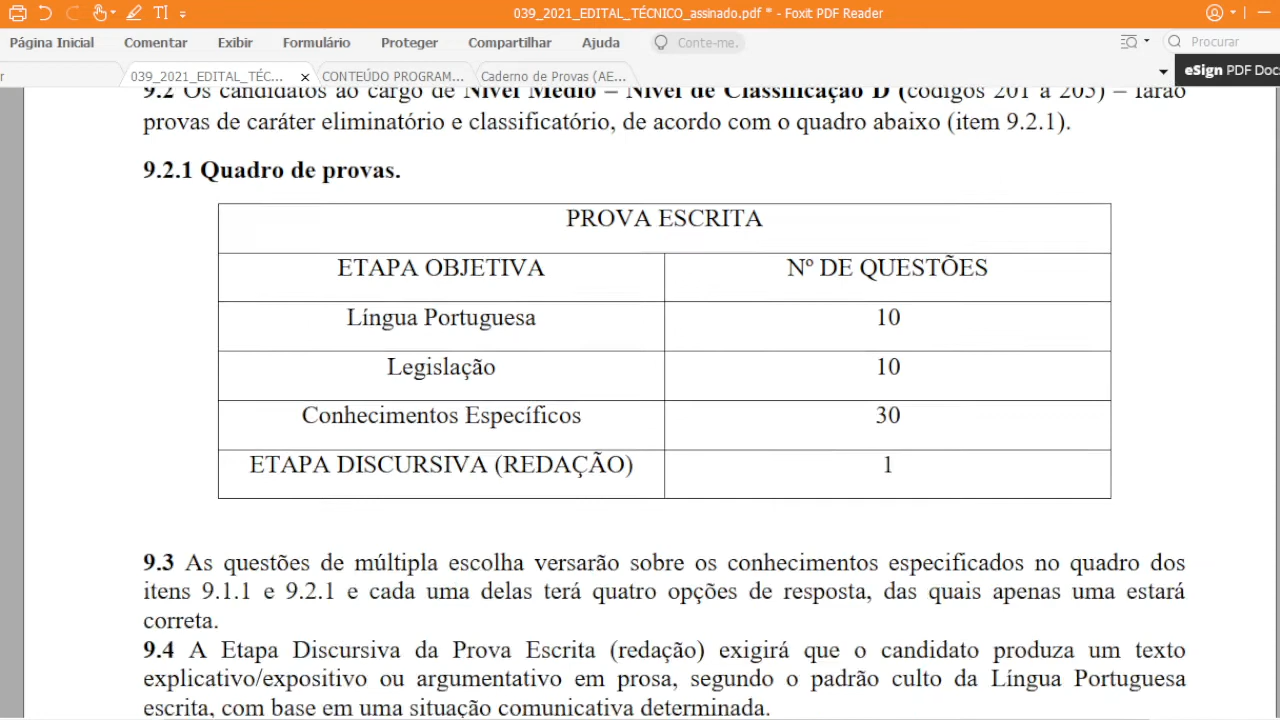 039_2021_EDITAL_TÉCNICO_assinado.pdf * - Foxit PDF Reader
Página Inicial Comentar Exibir Formulário Proteger Compartilhar Ajuda Conte-me. Procurar
r 039_2021_EDITAL_TÉC... × CONTEÚDO PROGRAM... Caderno de Provas (AE... eSign PDF Doc
9.2 Os candidatos ao cargo de Nível Médio – Nível de Classificação D (códigos 201 a 205) – farão
provas de caráter eliminatório e classificatório, de acordo com o quadro abaixo (item 9.2.1).
9.2.1 Quadro de provas.
PROVA ESCRITA
ETAPA OBJETIVA Nº DE QUESTÕES
Língua Portuguesa 10
Legislação 10
Conhecimentos Específicos 30
ETAPA DISCURSIVA (REDAÇÃO) 1
9.3 As questões de múltipla escolha versarão sobre os conhecimentos especificados no quadro dos
itens 9.1.1 e 9.2.1 e cada uma delas terá quatro opções de resposta, das quais apenas uma estará
correta.
9.4 A Etapa Discursiva da Prova Escrita (redação) exigirá que o candidato produza um texto
explicativo/expositivo ou argumentativo em prosa, segundo o padrão culto da Língua Portuguesa
escrita, com base em uma situação comunicativa determinada.